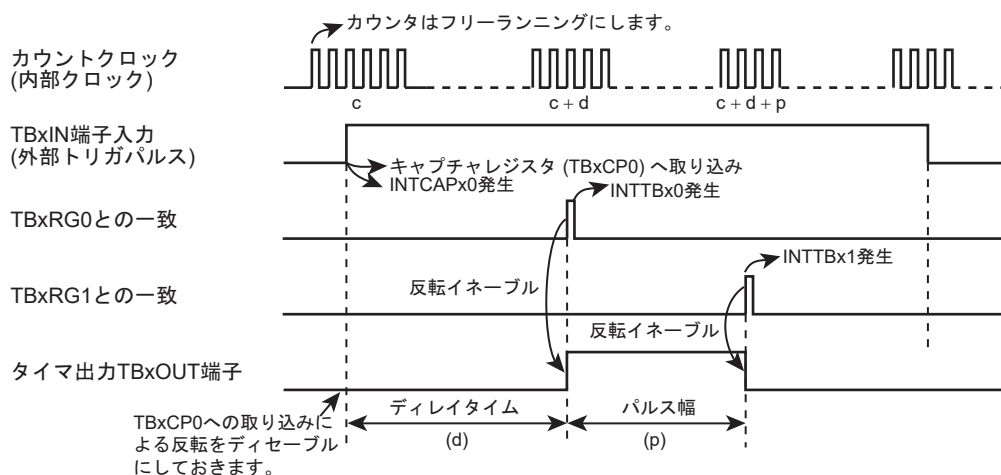 カウンタはフリーランニングにします。
カウントクロック
(内部クロック)
c
c + d
c + d + p
TBxIN端子入力
(外部トリガパルス)
キャプチャレジスタ (TBxCP0) へ取り込み
INTCAPx0発生
INTTBx0発生
TBxRG0との一致
INTTBx1発生
反転イネーブル
TBxRG1との一致
反転イネーブル
タイマ出力TBxOUT端子
TBxCP0への取り込みに
よる反転をディセーブル
にしておきます。
ディレイタイム
(d)
パルス幅
(p)